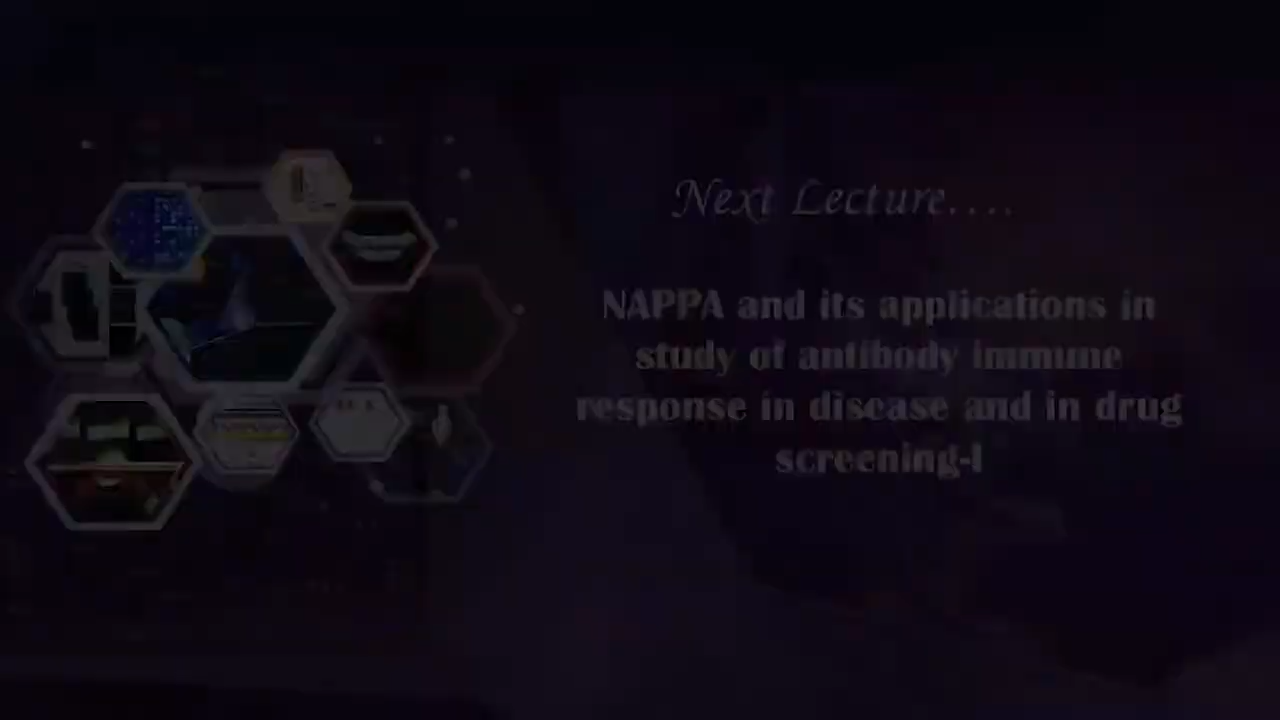 Next Lecture....
NAPPA and its applications in
study of antibody immune
response in disease and in drug
screening-I